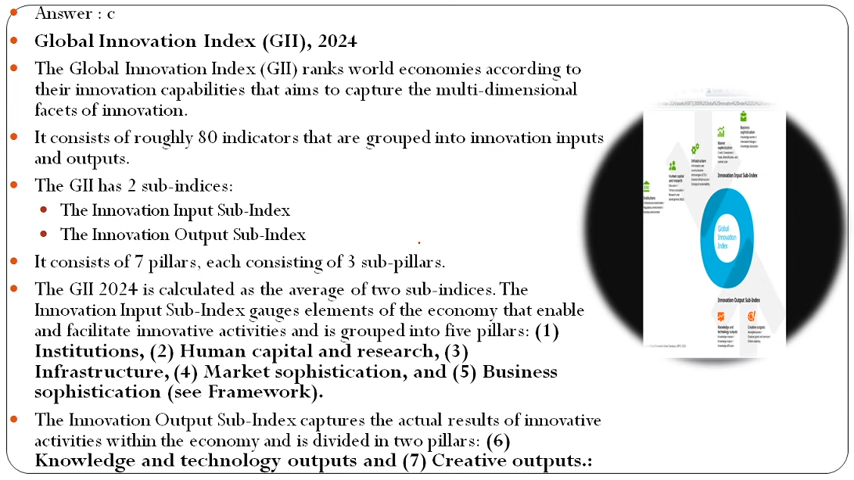 Answer : c
Global Innovation Index (GII), 2024
The Global Innovation Index (GII) ranks world economies according to
their innovation capabilities that aims to capture the multi-dimensional
facets of innovation.
It consists of roughly 80 indicators that are grouped into innovation inputs
and outputs.
The GII has 2 sub-indices:
The Innovation Input Sub-Index
The Innovation Output Sub-Index
It consists of 7 pillars, each consisting of 3 sub-pillars.
The GII 2024 is calculated as the average of two sub-indices. The
Innovation Input Sub-Index gauges elements of the economy that enable
and facilitate innovative activities and is grouped into five pillars: (1)
Institutions, (2) Human capital and research, (3)
Infrastructure, (4) Market sophistication, and (5) Business
sophistication (see Framework).
The Innovation Output Sub-Index captures the actual results of innovative
activities within the economy and is divided in two pillars: (6)
Knowledge and technology outputs and (7) Creative outputs.:
Business
sophistication
Market
sophistication
Infrastructure
Human capital
and research
Institutions
Innovation Input Sub-Index
Global
Innovation
Index
Innovation Output Sub-Index
Knowledge and
technology outputs
Creative outputs